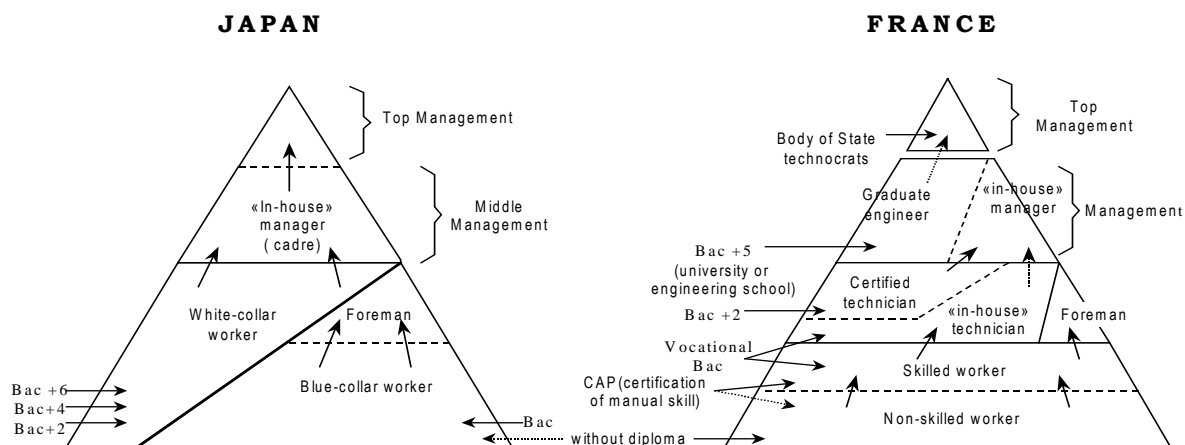 JAPAN
Top Management
«In-house»
manager
( cadre)
Middle
Management
White-collar
worker
Foreman
Blue-collar worker
Bac +6
Bac+4
Bac+2
Bac
without diploma
FRANCE
Top
Management
Body of State
technocrats
Graduate
engineer
«in-house»
manager
Management
Bac +5
(university or
engineering school)
Certified
technician
Bac +2
«in-house»
technician
Foreman
Vocational
Bac
Skilled worker
CAP(certification
of manual skill)
Non-skilled worker